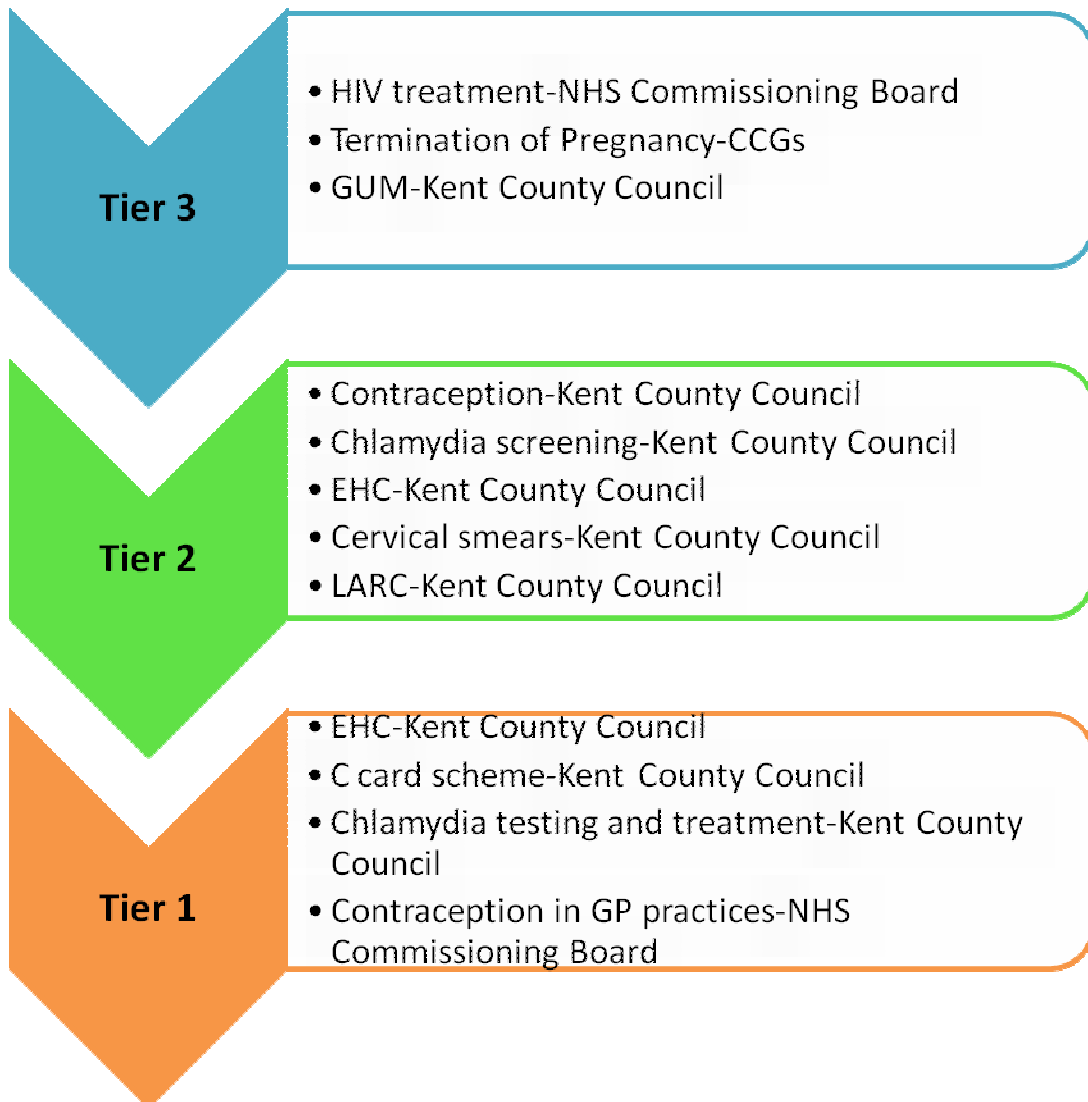 Tier 3
• HIV treatment-NHS Commissioning Board
• Termination of Pregnancy-CCGs
• GUM-Kent County Council
Tier 2
• Contraception-Kent County Council
• Chlamydia screening-Kent County Council
• EHC-Kent County Council
• Cervical smears-Kent County Council
• LARC-Kent County Council
Tier 1
• EHC-Kent County Council
• C card scheme-Kent County Council
• Chlamydia testing and treatment-Kent County
Council
• Contraception in GP practices-NHS
Commissioning Board